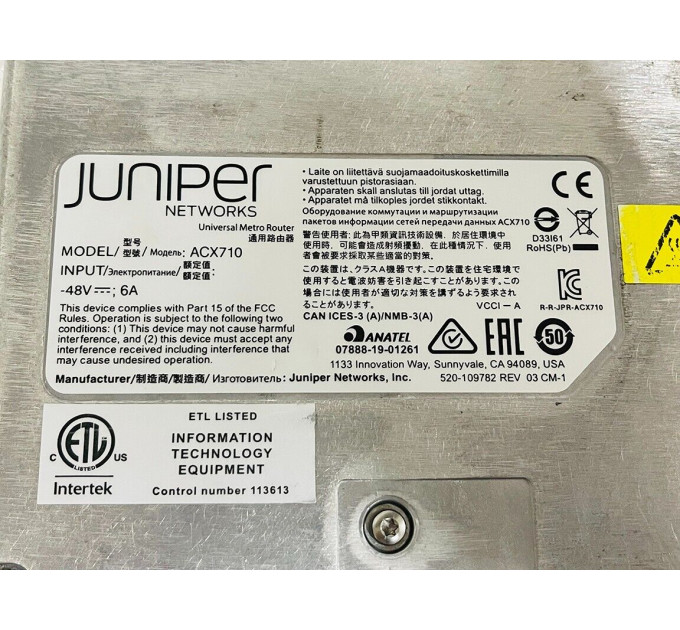 JUNIPER
NETWORKS
Universal Metro Router
通用路由器
MODEL/型号/型號/Модель: ACX710
INPUT/Электропитание/额定值/額定值:
-48V⎓; 6A
This device complies with Part 15 of the FCC
Rules. Operation is subject to the following two
conditions: (1) This device may not cause harmful
interference, and (2) this device must accept any
interference received including interference that
may cause undesired operation.
Manufacturer/制造商/製造商/Изготовитель: Juniper Networks, Inc.
• Laite on liitettävä suojamaadoituskoskettimilla
varustettuun pistorasiaan.
• Apparaten skall anslutas till jordat uttag.
• Apparatet må tilkoples jordet stikkontakt.
Оборудование коммутации и маршрутизации
пакетов информации сетей передачи данных ACX710
警告使用者:此為甲類資訊技術設備,於居住環境中
使用時,可能會造成射頻擾動,在此種情況下,使用
者會被要求採取某些適當的對策。
この装置は、クラスA機器です。この装置を住宅環境で
使用すると電波妨害を引き起こすことがあります。こ
の場合には使用者が適切な対策を講ずるよう要求され
ることがあります。
VCCI – A
CAN ICES-3 (A)/NMB-3(A)
ANATEL
07888-19-01261
1133 Innovation Way, Sunnyvale, CA 94089, USA
520-109782 REV 03 CM-1
CE
D33I61
RoHS(Pb)
R-R-JPR-ACX710
EAC
50
ETL LISTED
INFORMATION
TECHNOLOGY
EQUIPMENT
Control number 113613
C ETL US
LISTED
Intertek